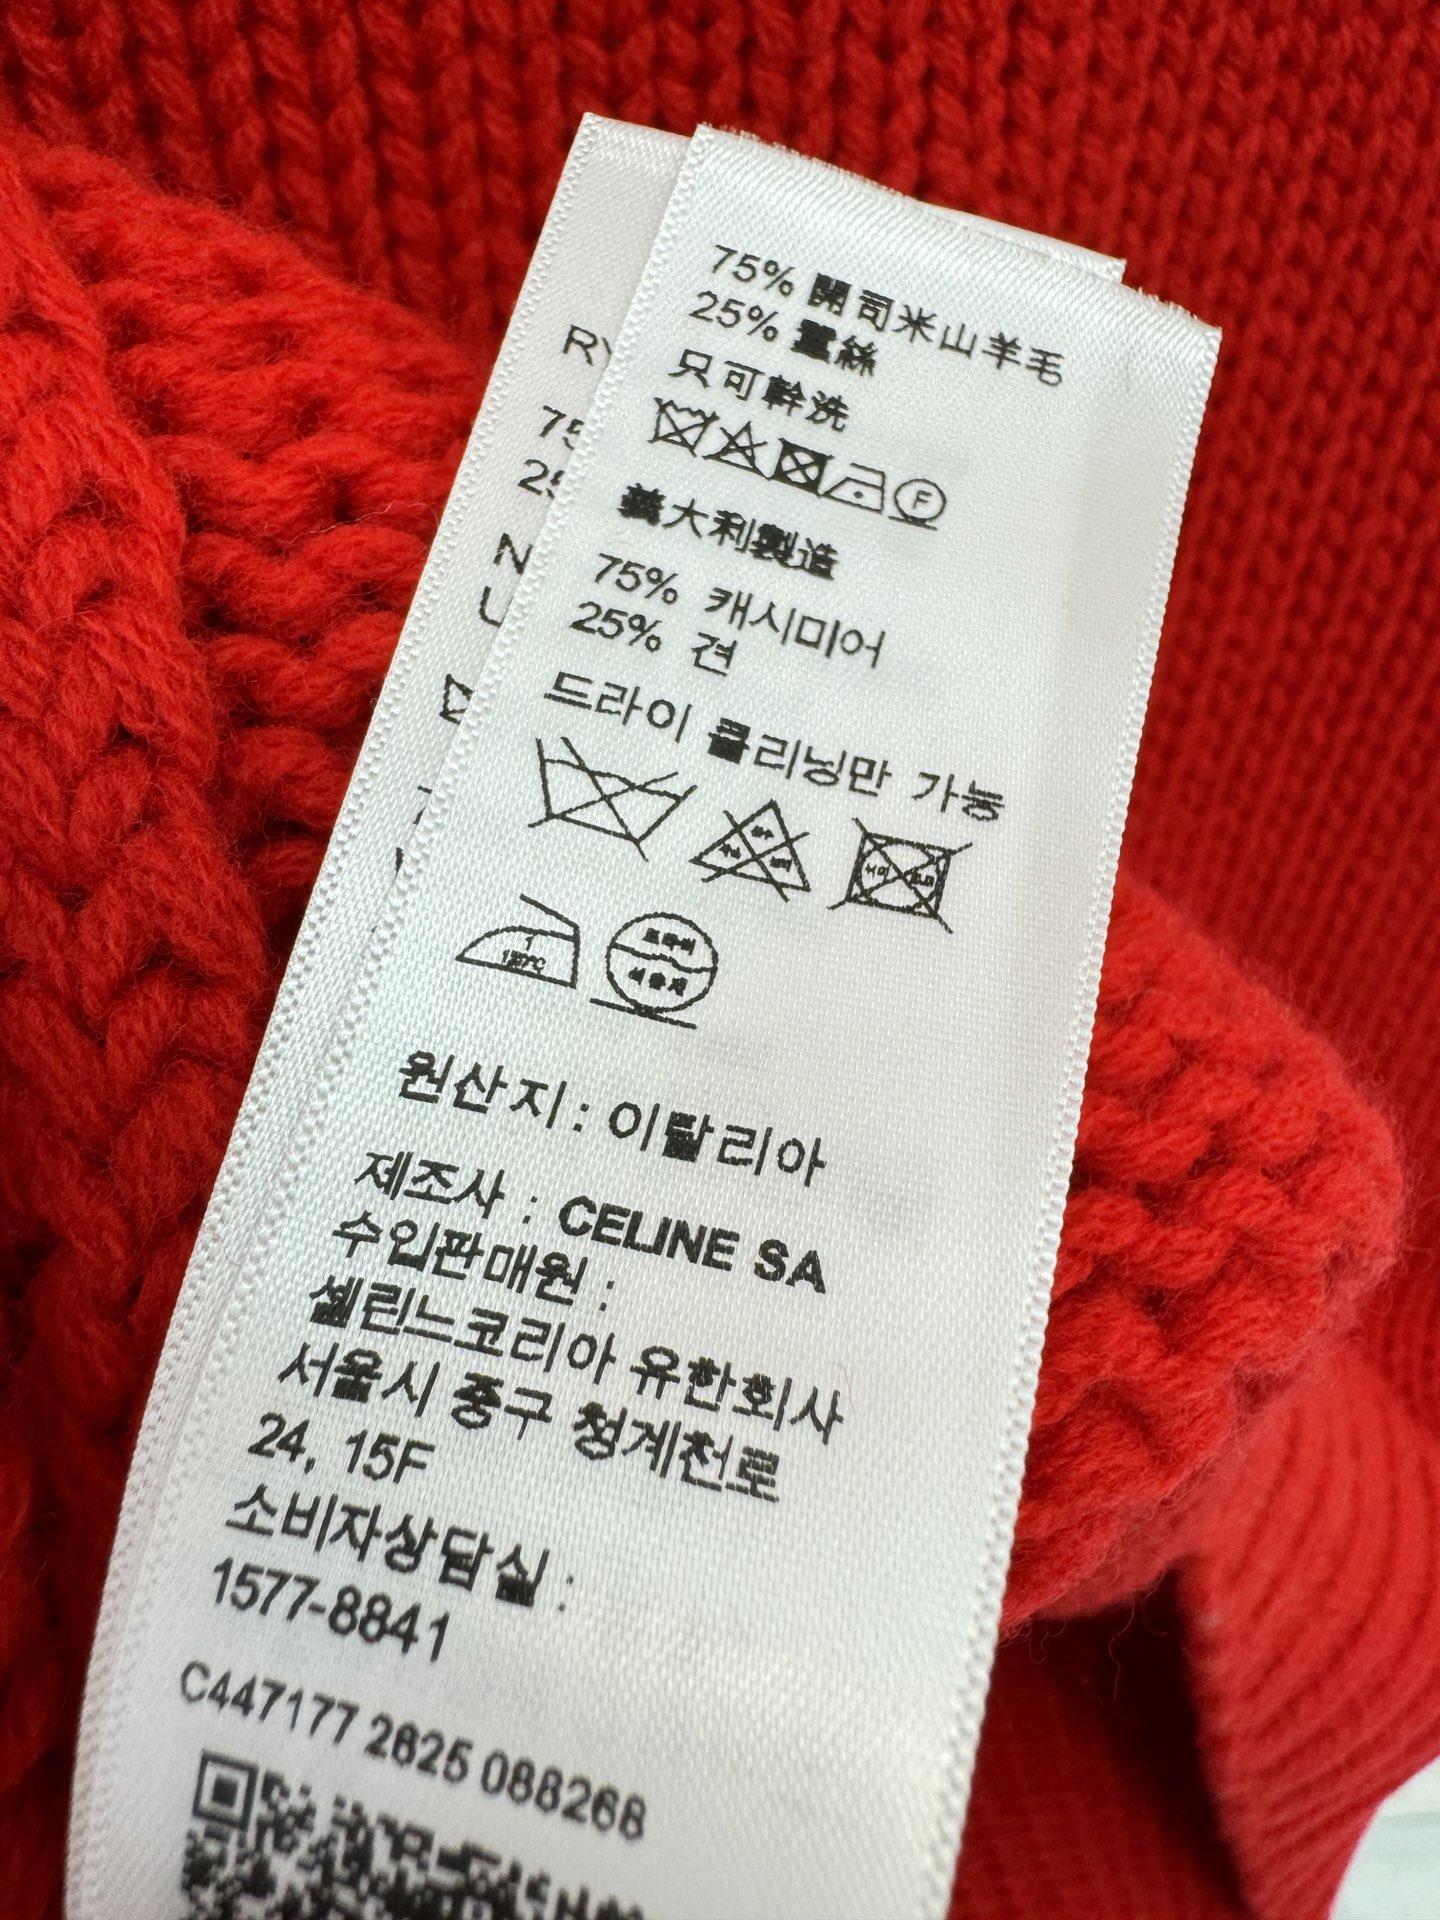 75% 開司米山羊毛
25% 蠶絲
只可幹洗
F
義大利製造
75% 캐시미어
25% 견
드라이 클리닝만 가능
1
원산지 : 이탈리아
제조사 : CELINE SA
수입판매원 :
셀린느코리아 유한회사
서울시 중구 청계천로
24, 15F
소비자상담실 :
1577-8841
C447177 2625 088268